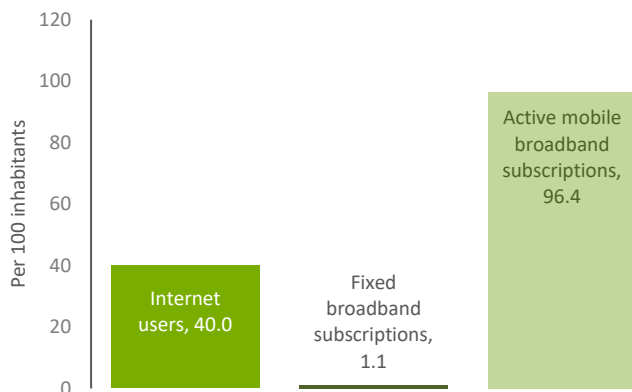 120
100
80
60
40
20
0
Per 100 inhabitants
Internet
users, 40.0
Fixed
broadband
subscriptions,
1.1
Active mobile
broadband
subscriptions,
96.4